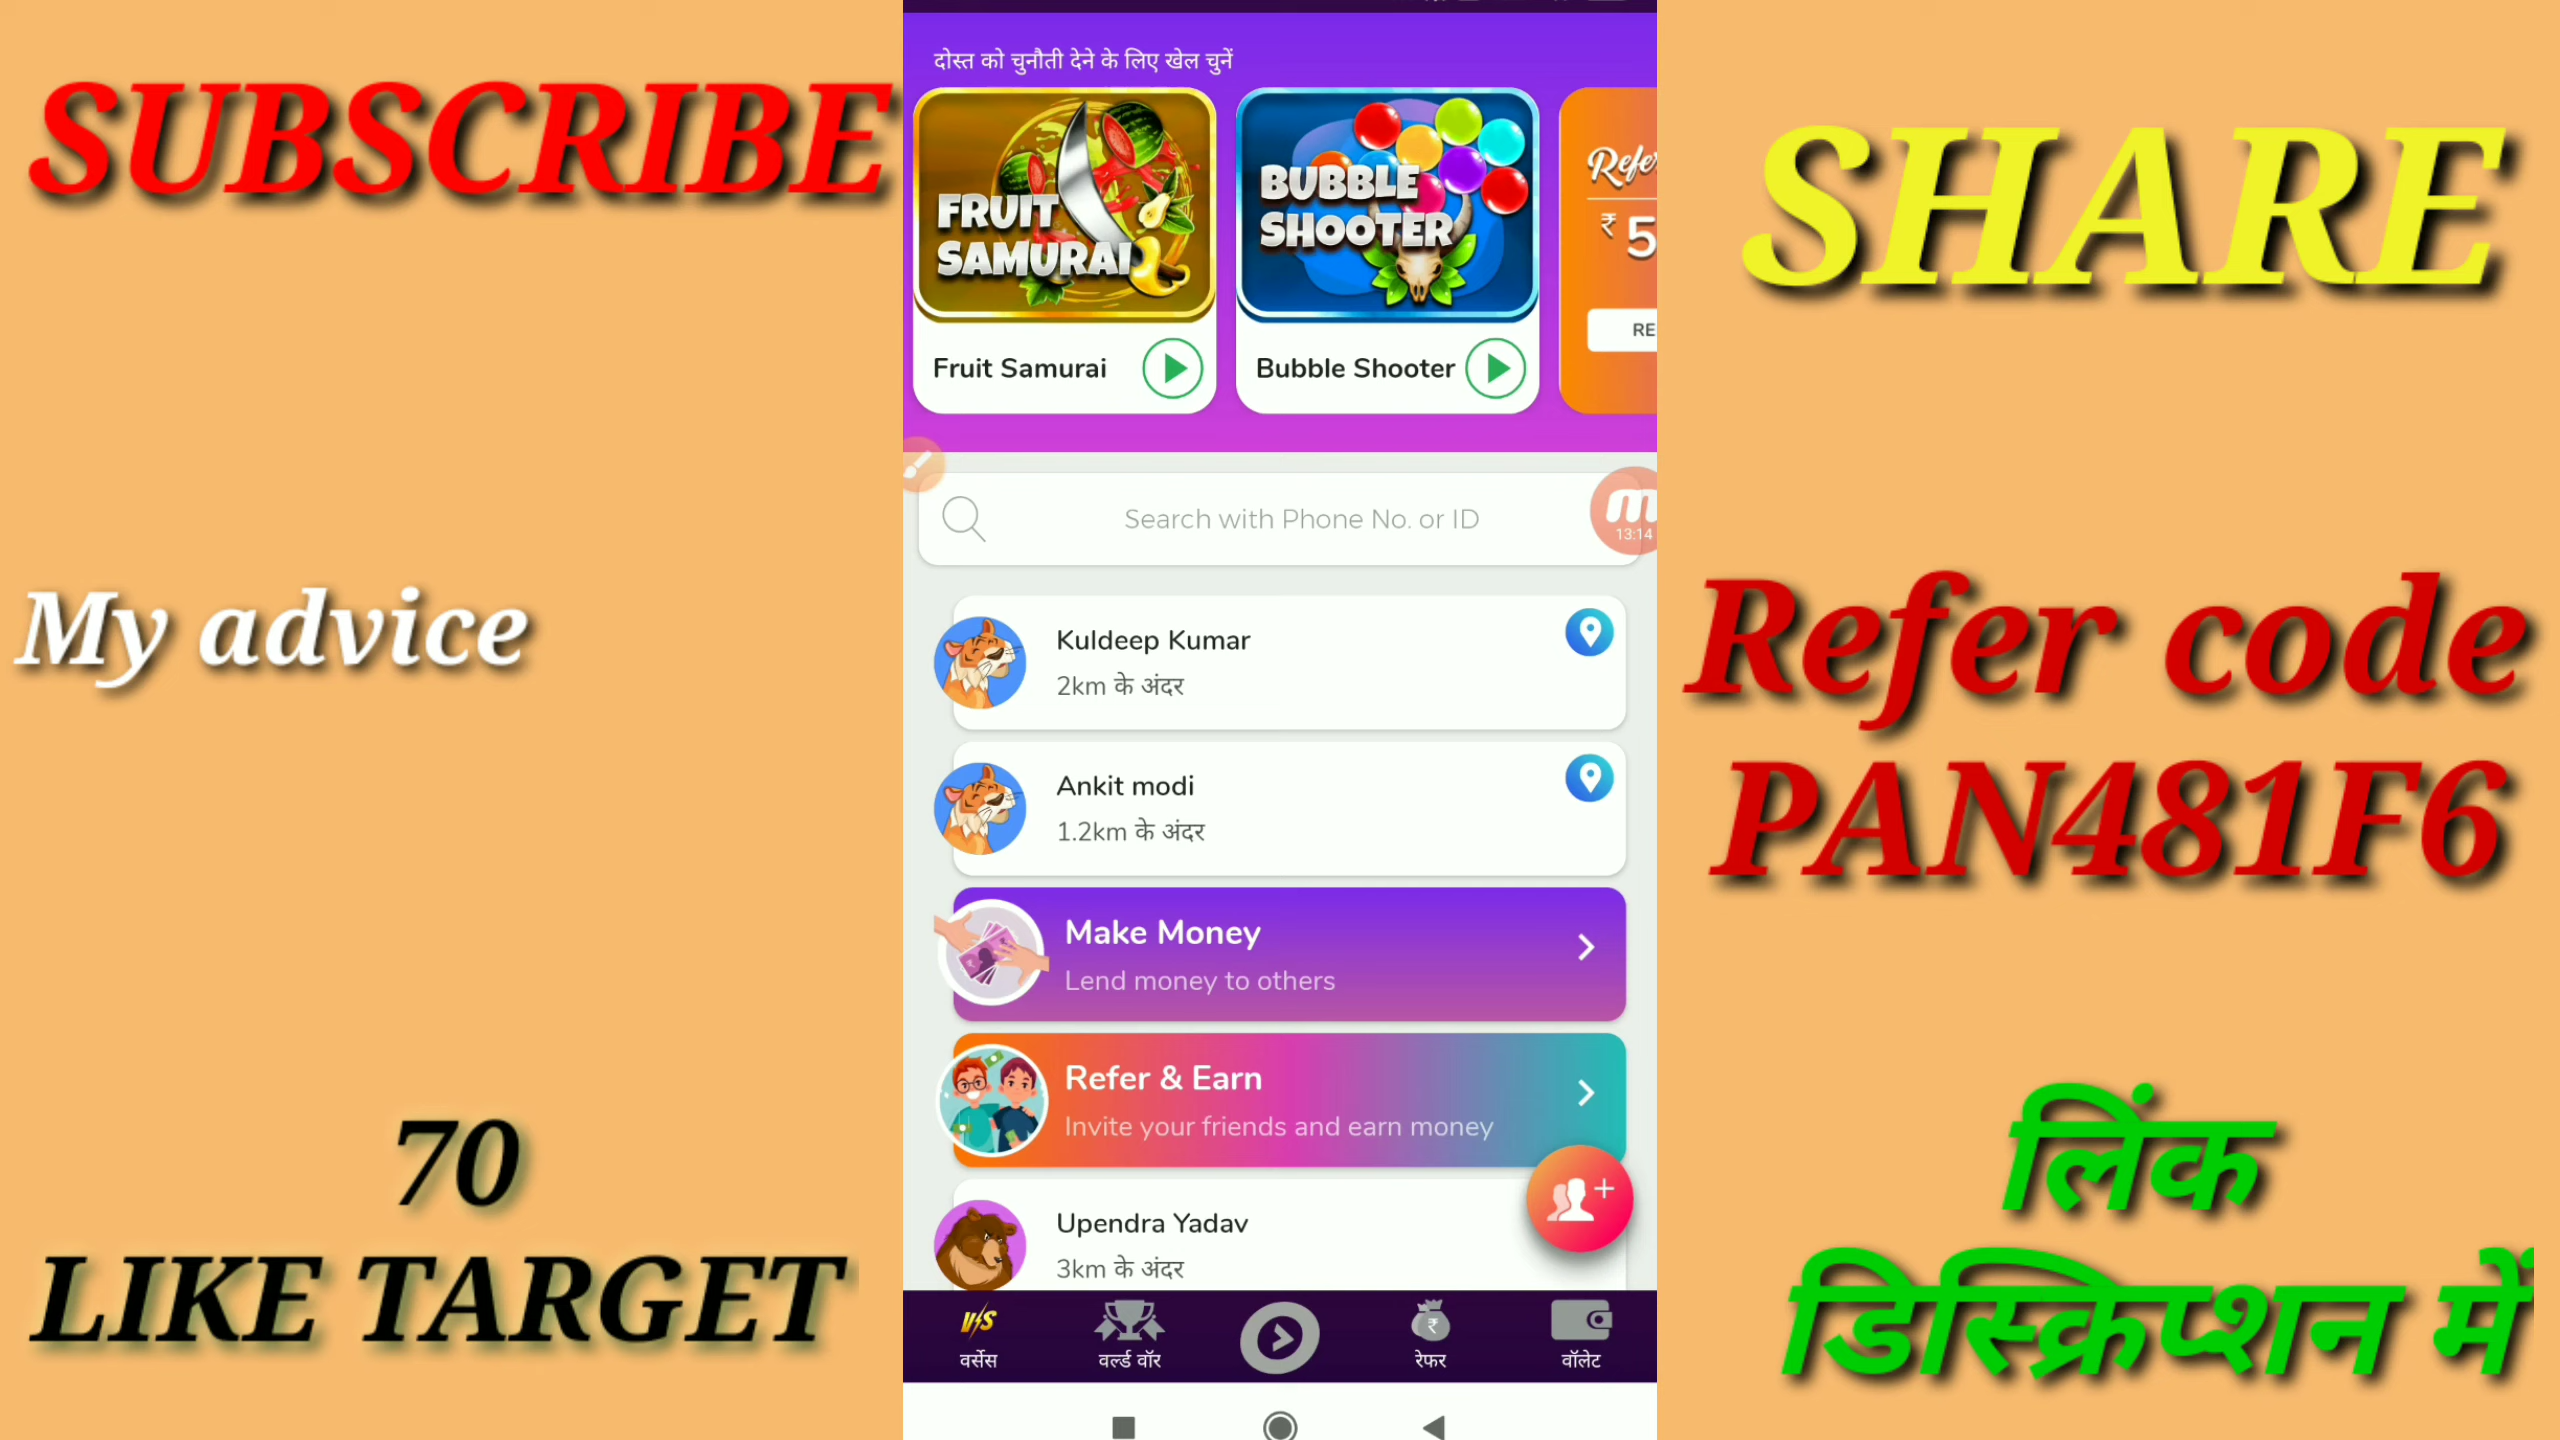 SUBSCRIBE
My advice
70
LIKE TARGET
दोस्त को चुनौती देने के लिए खेल चुनें
FRUIT
SAMURAI
Fruit Samurai
BUBBLE
SHOOTER
Bubble Shooter
₹ 5
Search with Phone No. or ID
13:14
Kuldeep Kumar
2km के अंदर
Ankit modi
1.2km के अंदर
Make Money
Lend money to others
Refer & Earn
Invite your friends and earn money
Upendra Yadav
3km के अंदर
VS
वर्सेस
वर्ल्ड वॉर
रेफर
वॉलेट
SHARE
Refer code
PAN481F6
लिंक
डिस्क्रिप्शन में